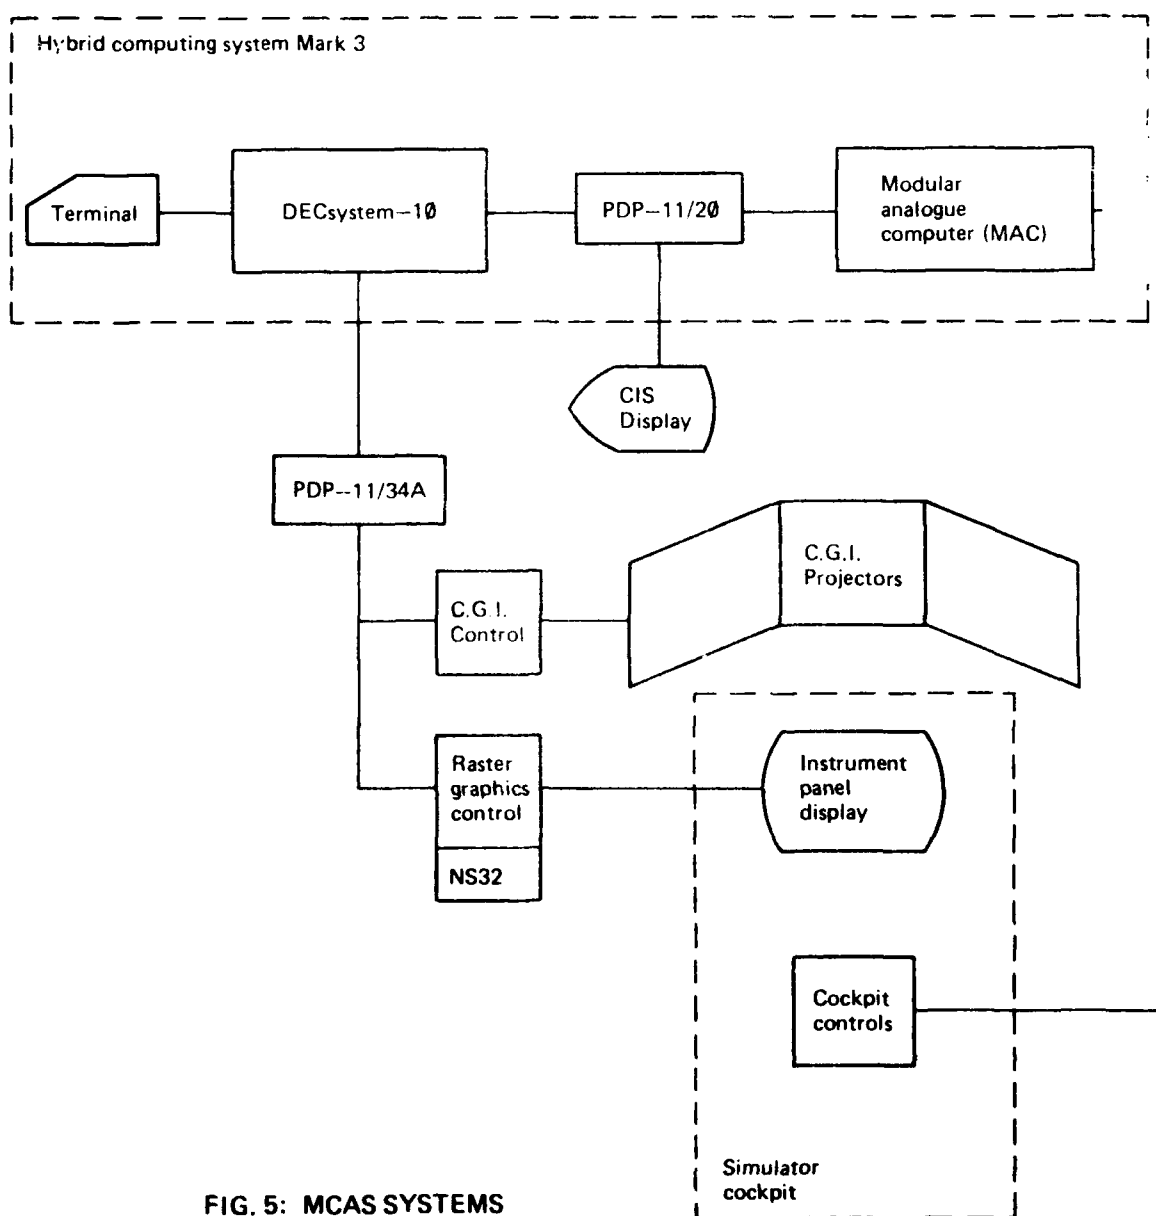 Hybrid computing system Mark 3
Terminal
DECsystem-10
PDP-11/20
Modular
analogue
computer (MAC)
CIS
Display
PDP--11/34A
C.G.I.
Projectors
C.G.I.
Control
Raster
graphics
control
NS32
Instrument
panel
display
Cockpit
controls
Simulator
cockpit
FIG. 5: MCAS SYSTEMS